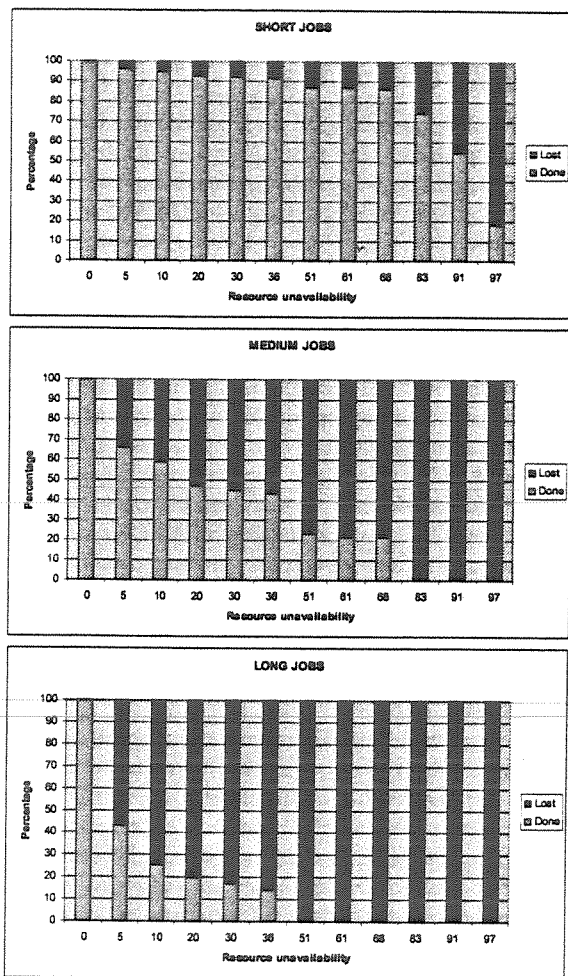 SHORT JOBS
Percentage
100
90
80
70
60
50
40
30
20
10
0
0 5 10 20 30 36 51 61 68 83 91 97
Resource unavailability
Lost
Done
MEDIUM JOBS
Percentage
100
90
80
70
60
50
40
30
20
10
0
0 5 10 20 30 36 51 61 68 83 91 97
Resource unavailability
Lost
Done
LONG JOBS
Percentage
100
90
80
70
60
50
40
30
20
10
0
0 5 10 20 30 36 51 61 68 83 91 97
Resource unavailability
Lost
Done